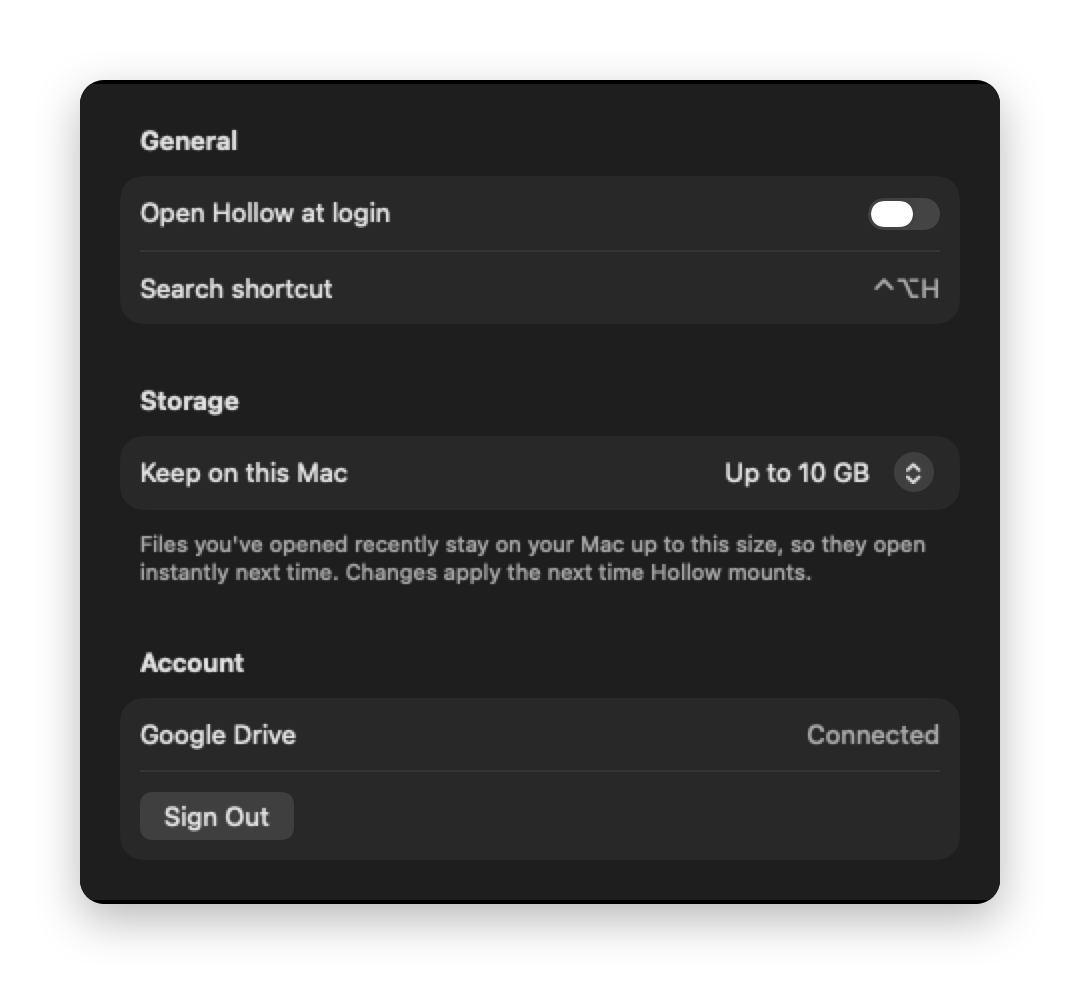 General
Open Hollow at login
Search shortcut
⌃⌥H
Storage
Keep on this Mac
Up to 10 GB
Files you've opened recently stay on your Mac up to this size, so they open
instantly next time. Changes apply the next time Hollow mounts.
Account
Google Drive
Connected
Sign Out